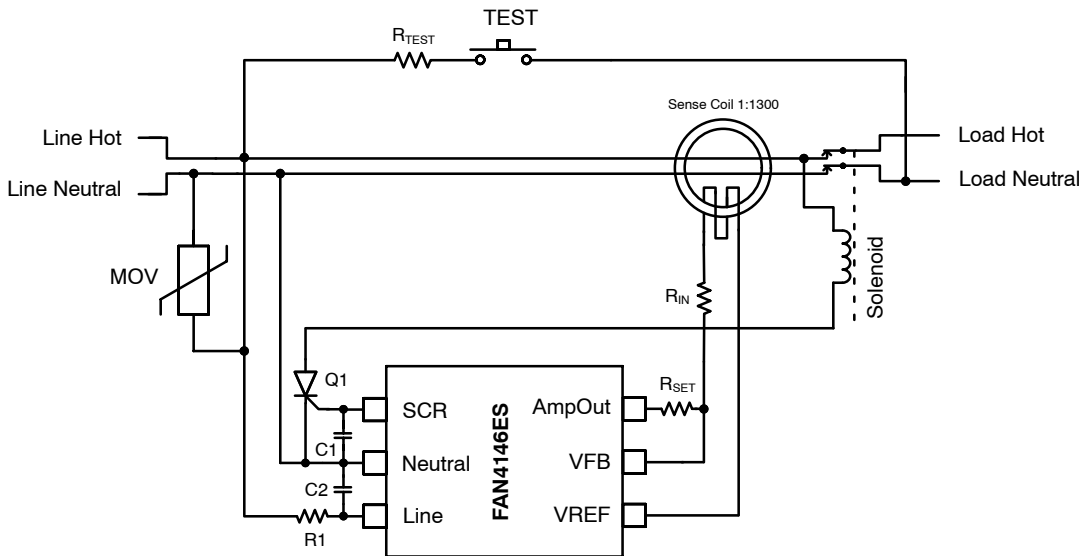 TEST
RTEST
Sense Coil 1:1300
Line Hot
Load Hot
Line Neutral
Load Neutral
MOV
RIN
Solenoid
Q1
RSET
SCR
AmpOut
C1
Neutral
FAN4146ES
VFB
C2
Line
VREF
R1